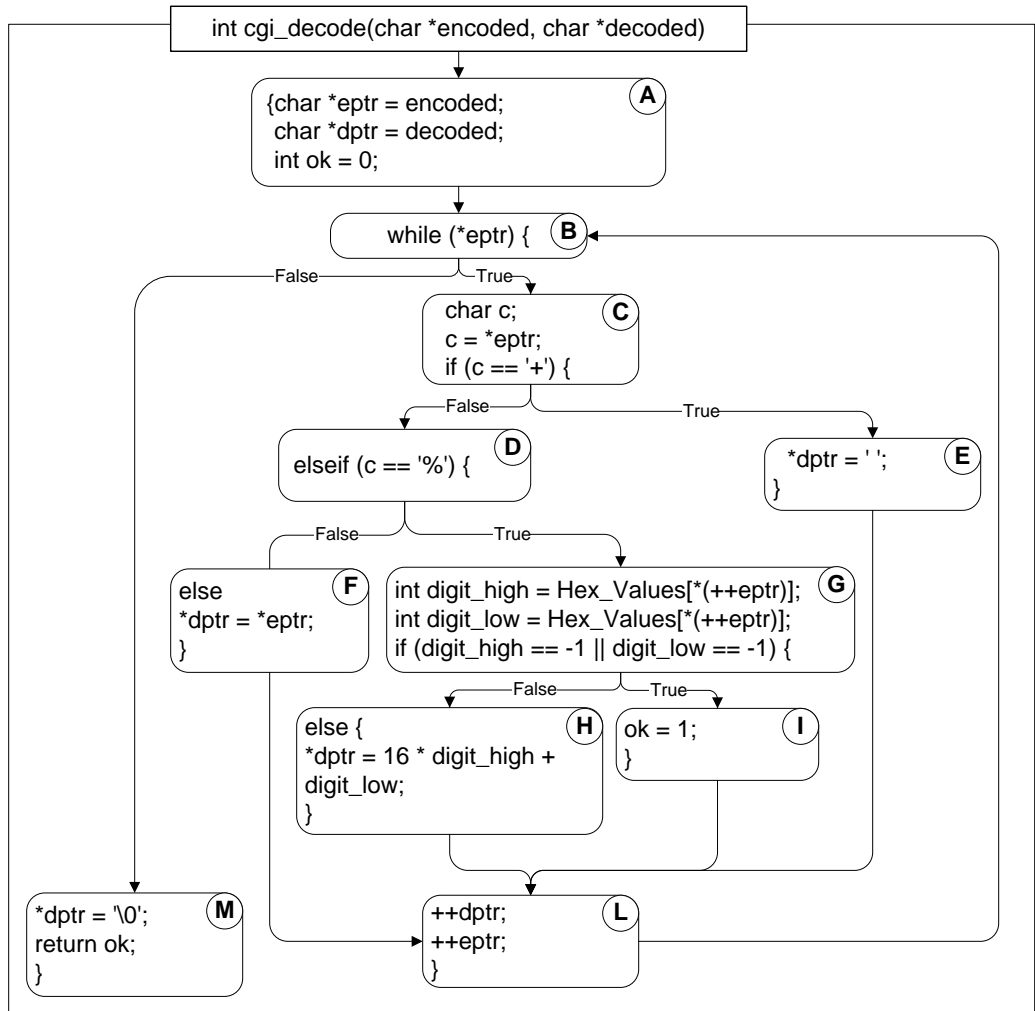 int cgi_decode(char *encoded, char *decoded)
A
{char *eptr = encoded;
char *dptr = decoded;
int ok = 0;
while (*eptr) {
B
False
True
C
char c;
c = *eptr;
if (c == '+') {
False
True
D
elseif (c == '%') {
E
*dptr = ' ';
}
False
True
F
else
*dptr = *eptr;
}
G
int digit_high = Hex_Values[*(++eptr)];
int digit_low = Hex_Values[*(++eptr)];
if (digit_high == -1 || digit_low == -1) {
False
True
H
else {
*dptr = 16 * digit_high +
digit_low;
}
I
ok = 1;
}
M
*dptr = '\0';
return ok;
}
L
++dptr;
++eptr;
}